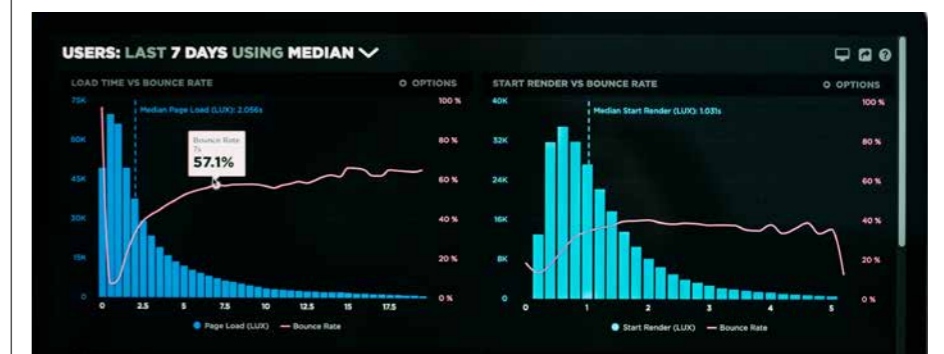 USERS: LAST 7 DAYS USING MEDIAN
LOAD TIME VS BOUNCE RATE
OPTIONS
75K
60K
45K
30K
15K
0
Median Page Load (LUX): 2.056s
Bounce Rate
7s
57.1%
100 %
80 %
60 %
40 %
20 %
0 %
0 2.5 5 7.5 10 12.5 15 17.5
Page Load (LUX) Bounce Rate
START RENDER VS BOUNCE RATE
OPTIONS
40K
32K
24K
16K
8K
0
Median Start Render (LUX): 1.031s
100 %
80 %
60 %
40 %
20 %
0 %
0 1 2 3 4 5
Start Render (LUX) Bounce Rate